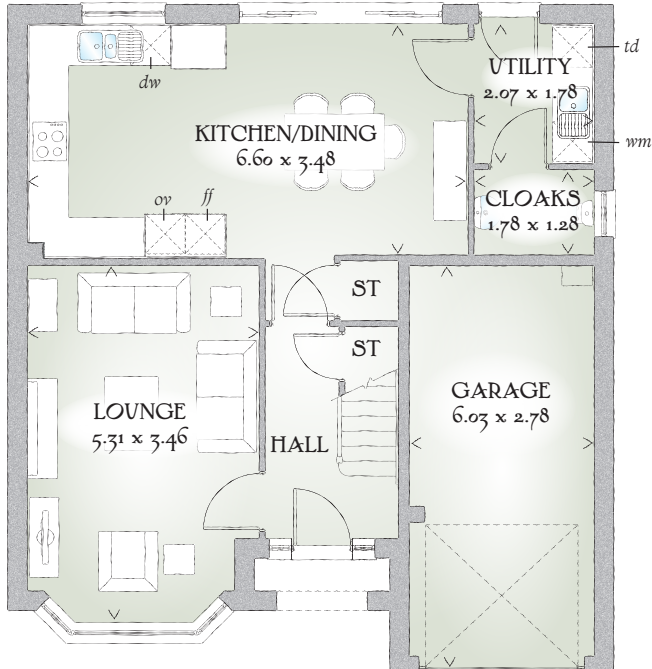 td
UTILITY
2.07 x 1.78
dw
KITCHEN/DINING
6.60 x 3.48
wm
ov
ff
CLOAKS
1.78 x 1.28
ST
ST
LOUNGE
5.31 x 3.46
HALL
GARAGE
6.03 x 2.78